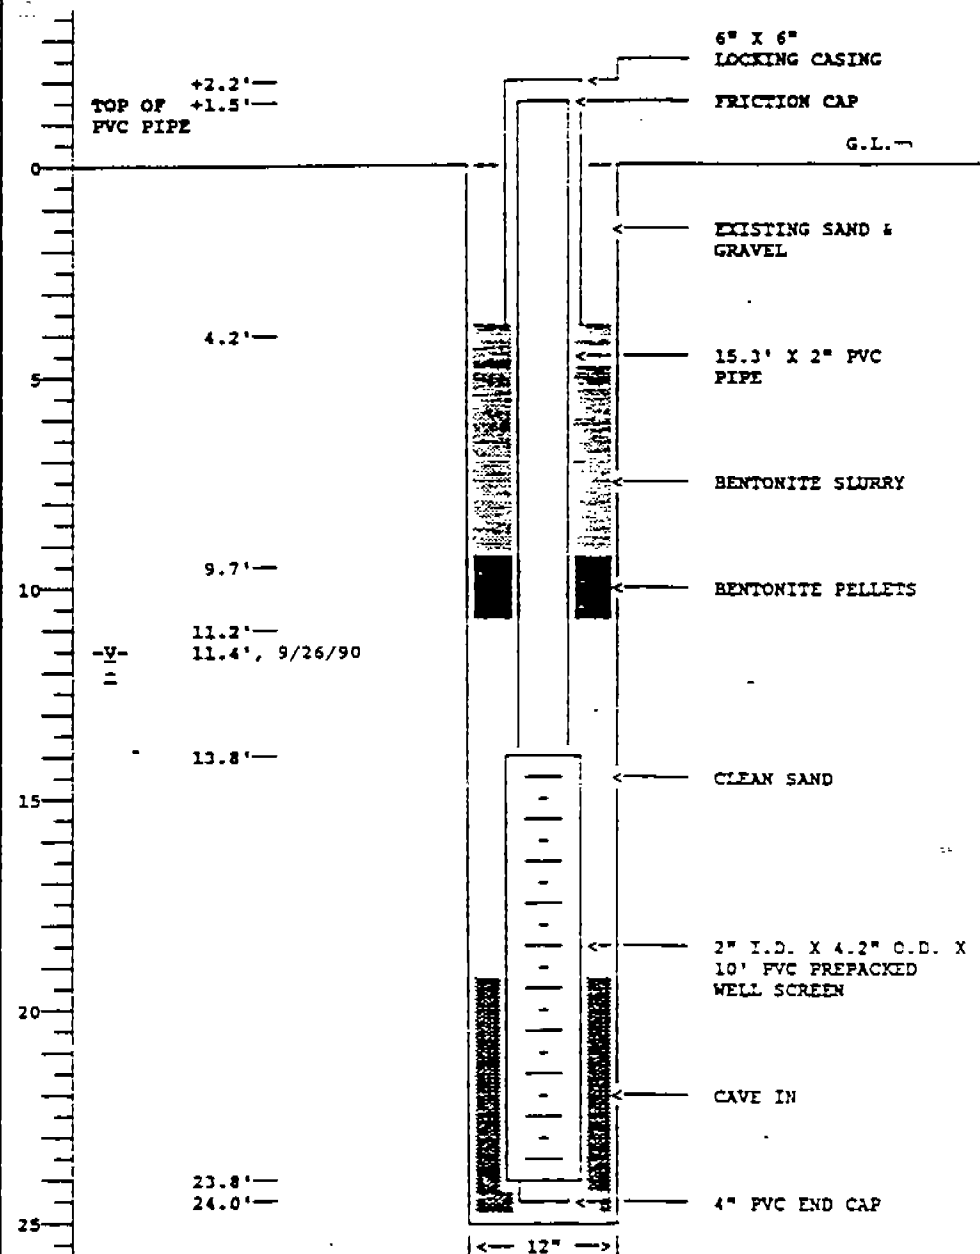 6" X 6"
LOCKING CASING
+2.2'
TOP OF +1.5'
PVC PIPE
FRICTION CAP
G.L.
0
EXISTING SAND &
GRAVEL
4.2'
15.3' X 2" PVC
PIPE
5
BENTONITE SLURRY
9.7'
10
BENTONITE PELLETS
11.2'
-V-
11.4', 9/26/90
13.8'
CLEAN SAND
15
2" I.D. X 4.2" O.D. X
10' PVC PREPACKED
WELL SCREEN
20
CAVE IN
23.8'
24.0'
4" PVC END CAP
25
12"